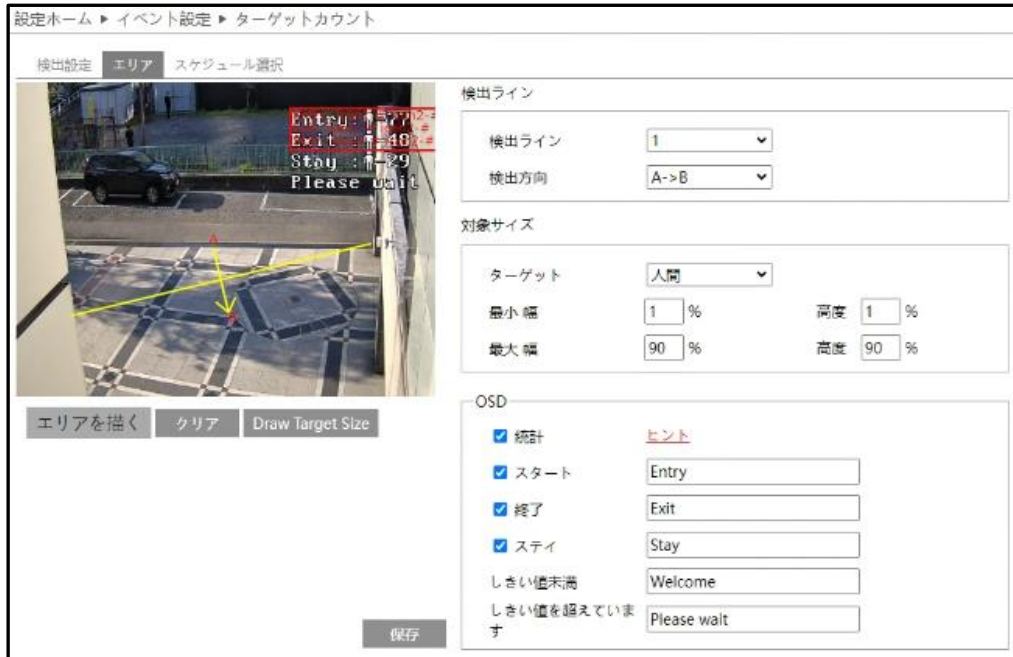 設定ホーム ▶ イベント設定 ▶ ターゲットカウント
検出設定 エリア スケジュール選択
Entry:
Exit :
Stay : -29
Please wait
A
エリアを描く クリア Draw Target Size
検出ライン
検出ライン 1
検出方向 A->B
対象サイズ
ターゲット 人間
最小 幅 1 % 高度 1 %
最大 幅 90 % 高度 90 %
OSD
統計 ヒント
スタート Entry
終了 Exit
ステイ Stay
しきい値未満 Welcome
しきい値を超えていま
す Please wait
保存